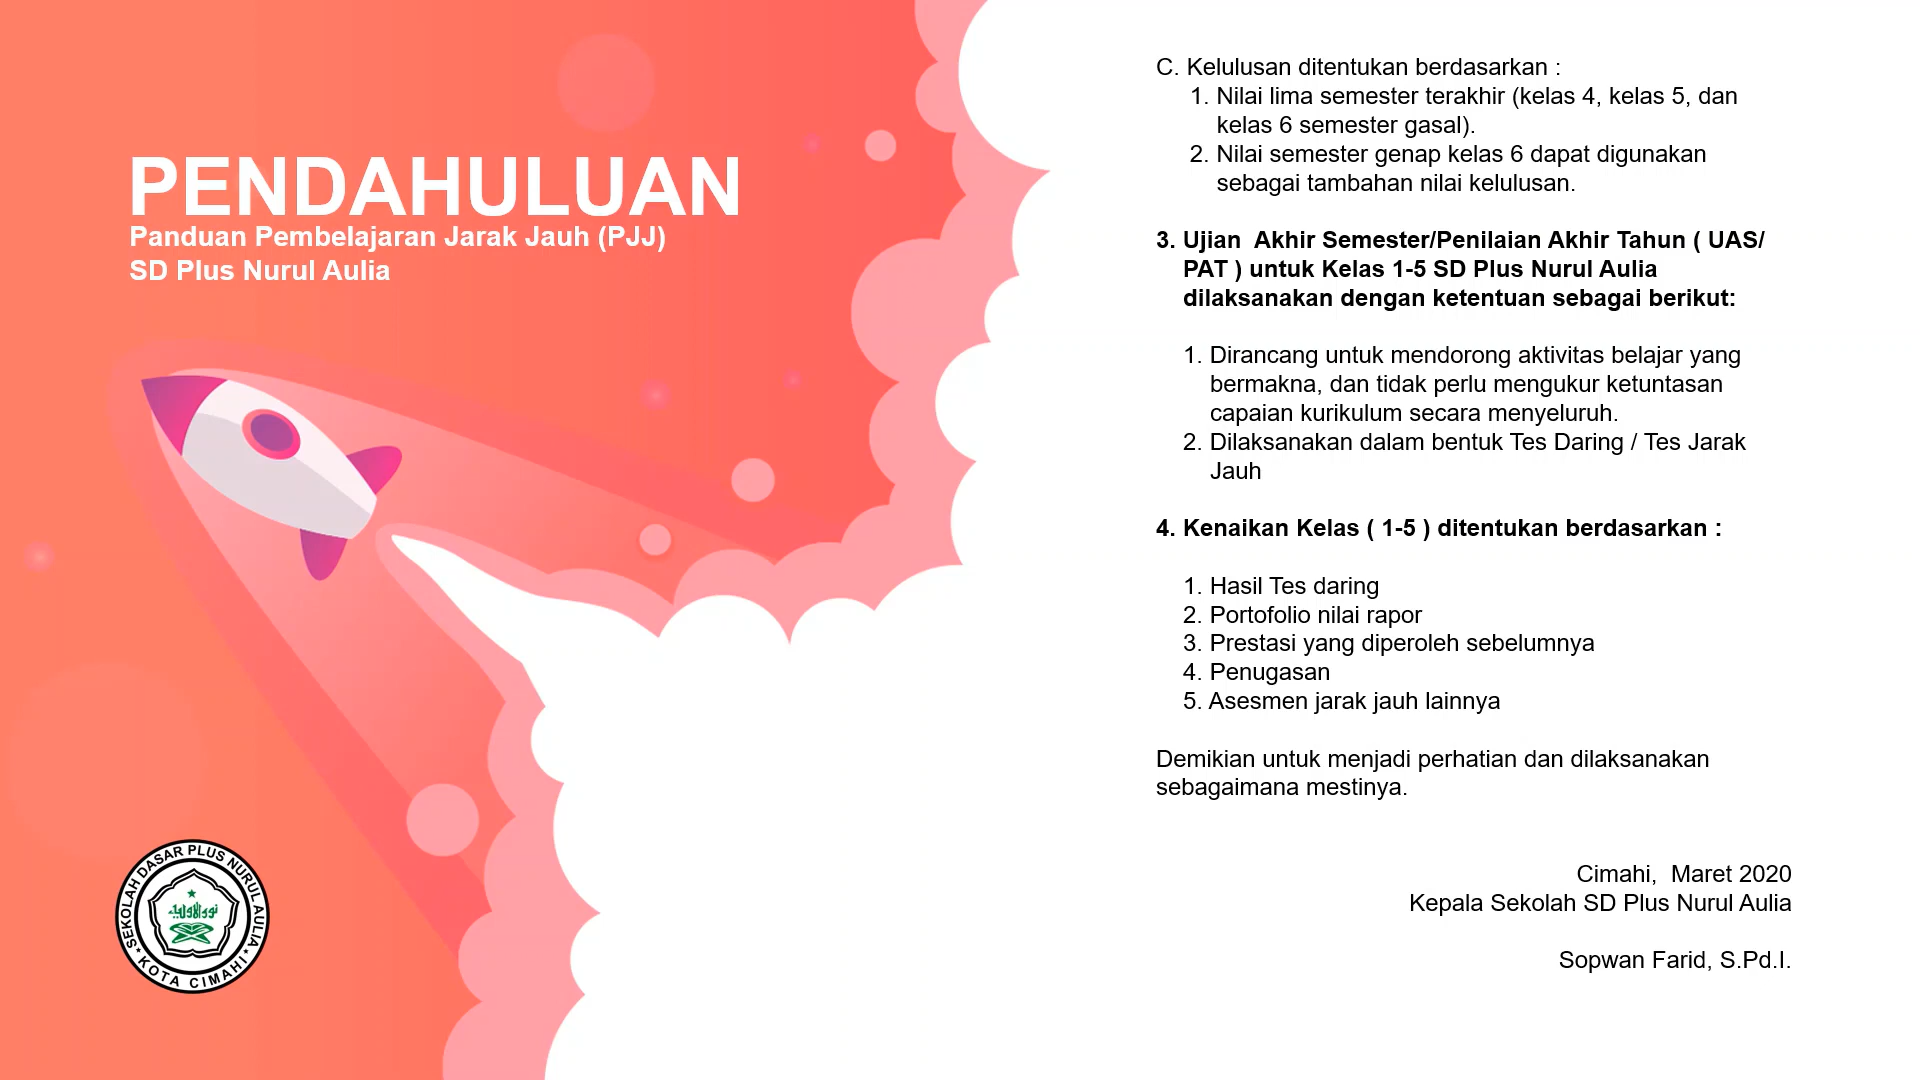 PENDAHULUAN
Panduan Pembelajaran Jarak Jauh (PJJ)
SD Plus Nurul Aulia
SEKOLAH DASAR PLUS NURUL AULIA
KOTA CIMAHI
C. Kelulusan ditentukan berdasarkan :
1. Nilai lima semester terakhir (kelas 4, kelas 5, dan
kelas 6 semester gasal).
2. Nilai semester genap kelas 6 dapat digunakan
sebagai tambahan nilai kelulusan.
3. Ujian  Akhir Semester/Penilaian Akhir Tahun ( UAS/
PAT ) untuk Kelas 1-5 SD Plus Nurul Aulia
dilaksanakan dengan ketentuan sebagai berikut:
1. Dirancang untuk mendorong aktivitas belajar yang
bermakna, dan tidak perlu mengukur ketuntasan
capaian kurikulum secara menyeluruh.
2. Dilaksanakan dalam bentuk Tes Daring / Tes Jarak
Jauh
4. Kenaikan Kelas ( 1-5 ) ditentukan berdasarkan :
1. Hasil Tes daring
2. Portofolio nilai rapor
3. Prestasi yang diperoleh sebelumnya
4. Penugasan
5. Asesmen jarak jauh lainnya
Demikian untuk menjadi perhatian dan dilaksanakan
sebagaimana mestinya.
Cimahi,  Maret 2020
Kepala Sekolah SD Plus Nurul Aulia
Sopwan Farid, S.Pd.I.